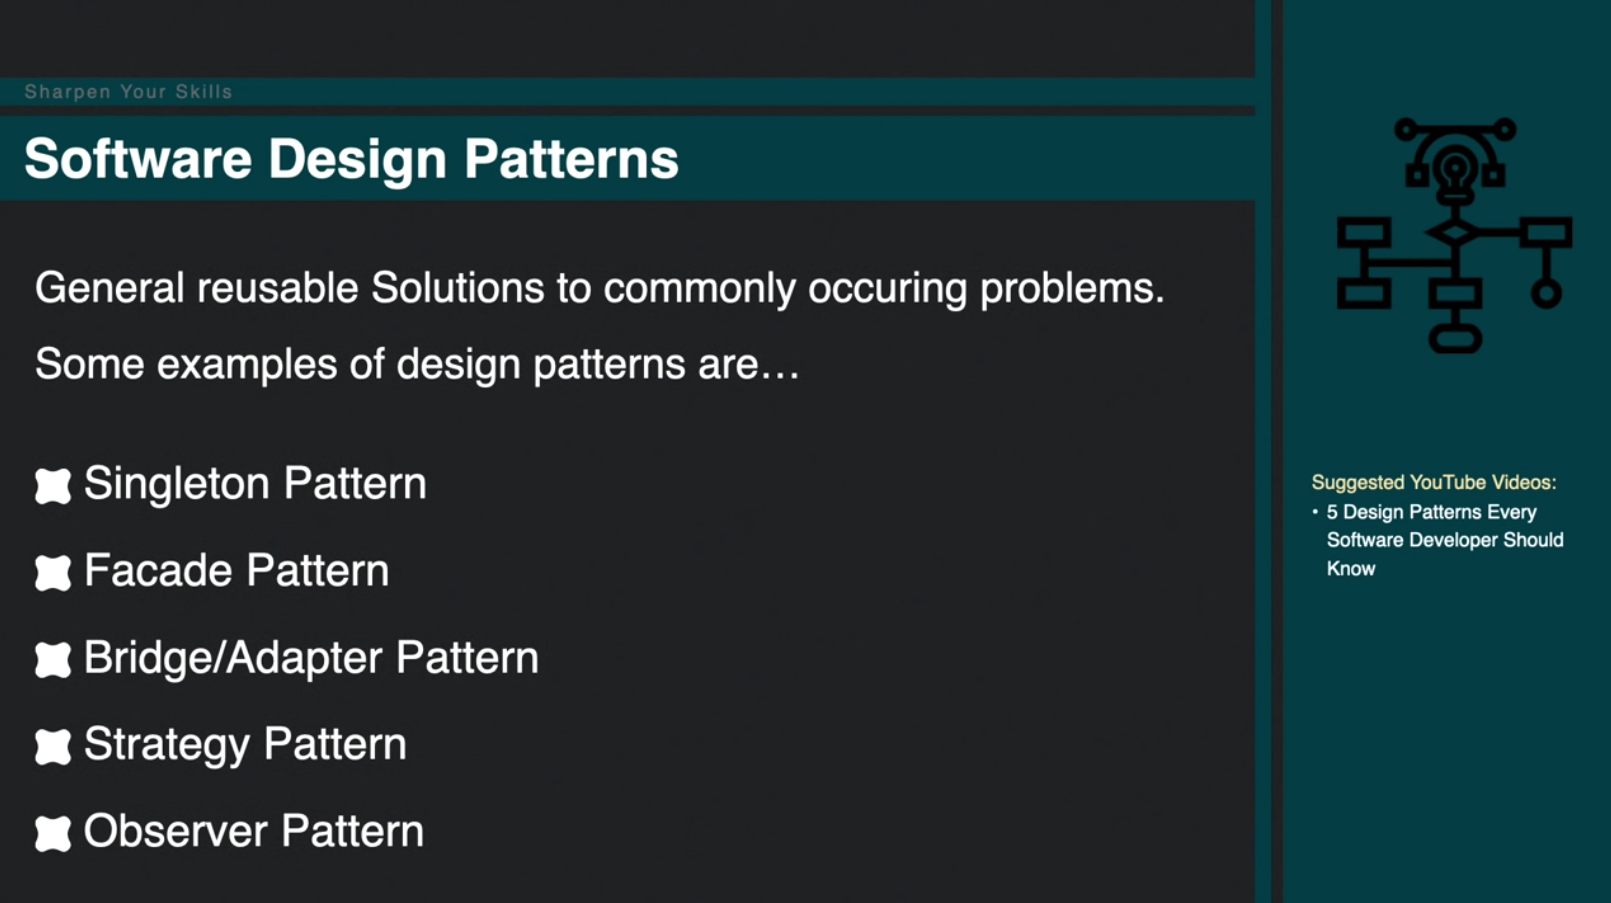 Sharpen Your Skills
Software Design Patterns
General reusable Solutions to commonly occuring problems.
Some examples of design patterns are…
Singleton Pattern
Facade Pattern
Bridge/Adapter Pattern
Strategy Pattern
Observer Pattern
Suggested YouTube Videos:
• 5 Design Patterns Every
Software Developer Should
Know